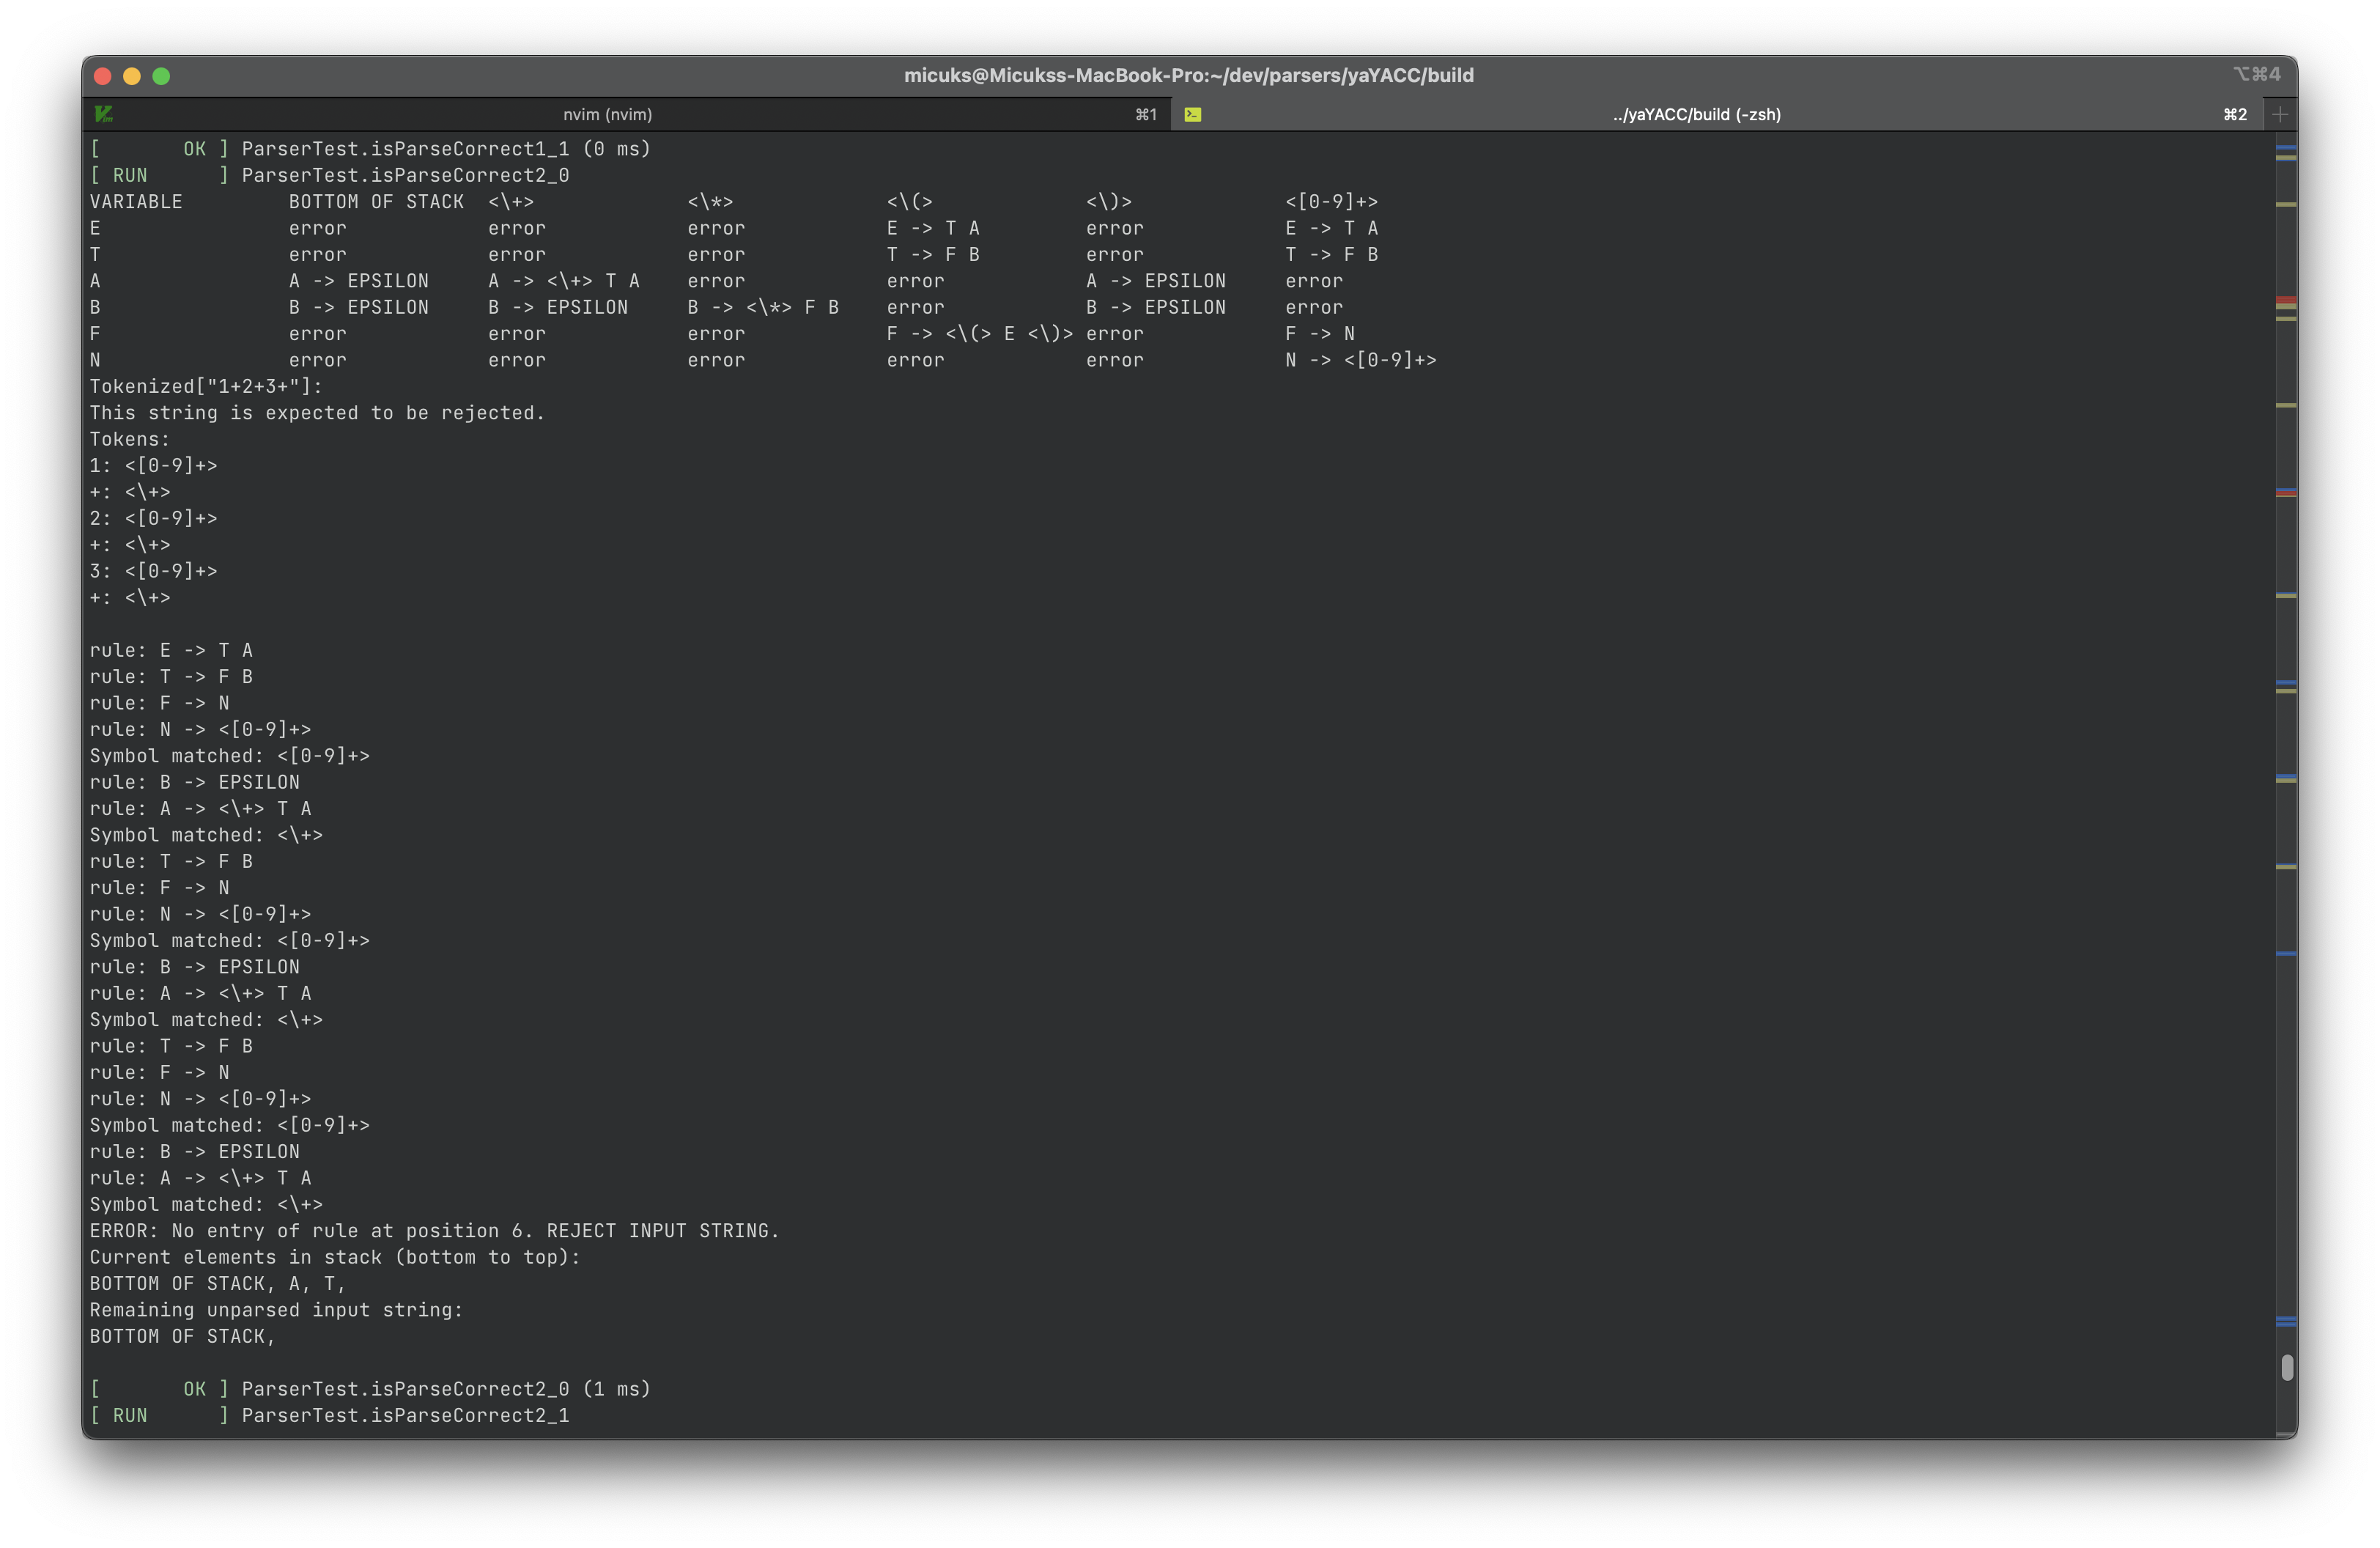 micuks@Micukss-MacBook-Pro:~/dev/parsers/yaYACC/build ⌥⌘4
nvim (nvim) ⌘1 ../yaYACC/build (-zsh) ⌘2
[       OK ] ParserTest.isParseCorrect1_1 (0 ms)
[ RUN      ] ParserTest.isParseCorrect2_0
VARIABLE         BOTTOM OF STACK  <\+>             <\*>             <\(>             <\)>             <[0-9]+>
E                error            error            error            E -> T A         error            E -> T A
T                error            error            error            T -> F B         error            T -> F B
A                A -> EPSILON     A -> <\+> T A    error            error            A -> EPSILON     error
B                B -> EPSILON     B -> EPSILON     B -> <\*> F B    error            B -> EPSILON     error
F                error            error            error            F -> <\(> E <\)> error            F -> N
N                error            error            error            error            error            N -> <[0-9]+>
Tokenized["1+2+3+"]:
This string is expected to be rejected.
Tokens:
1: <[0-9]+>
+: <\+>
2: <[0-9]+>
+: <\+>
3: <[0-9]+>
+: <\+>
rule: E -> T A
rule: T -> F B
rule: F -> N
rule: N -> <[0-9]+>
Symbol matched: <[0-9]+>
rule: B -> EPSILON
rule: A -> <\+> T A
Symbol matched: <\+>
rule: T -> F B
rule: F -> N
rule: N -> <[0-9]+>
Symbol matched: <[0-9]+>
rule: B -> EPSILON
rule: A -> <\+> T A
Symbol matched: <\+>
rule: T -> F B
rule: F -> N
rule: N -> <[0-9]+>
Symbol matched: <[0-9]+>
rule: B -> EPSILON
rule: A -> <\+> T A
Symbol matched: <\+>
ERROR: No entry of rule at position 6. REJECT INPUT STRING.
Current elements in stack (bottom to top):
BOTTOM OF STACK, A, T,
Remaining unparsed input string:
BOTTOM OF STACK,
[       OK ] ParserTest.isParseCorrect2_0 (1 ms)
[ RUN      ] ParserTest.isParseCorrect2_1